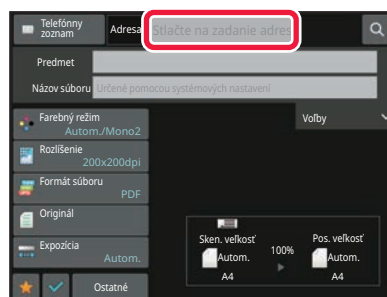 Telefónny
zoznam
Adresa
Stlačte na zadanie adres
Predmet
Názov súboru
Určené pomocou systémových nastavení
Farebný režim
Autom./Mono2
Voľby
Rozlíšenie
200x200dpi
Formát súboru
PDF
Originál
Expozícia
Autom.
Sken. veľkosť
Autom.
A4
100%
Pos. veľkosť
Autom.
A4
Ostatné